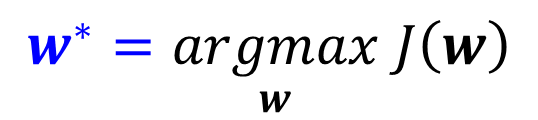 w* = argmax J(w)
w